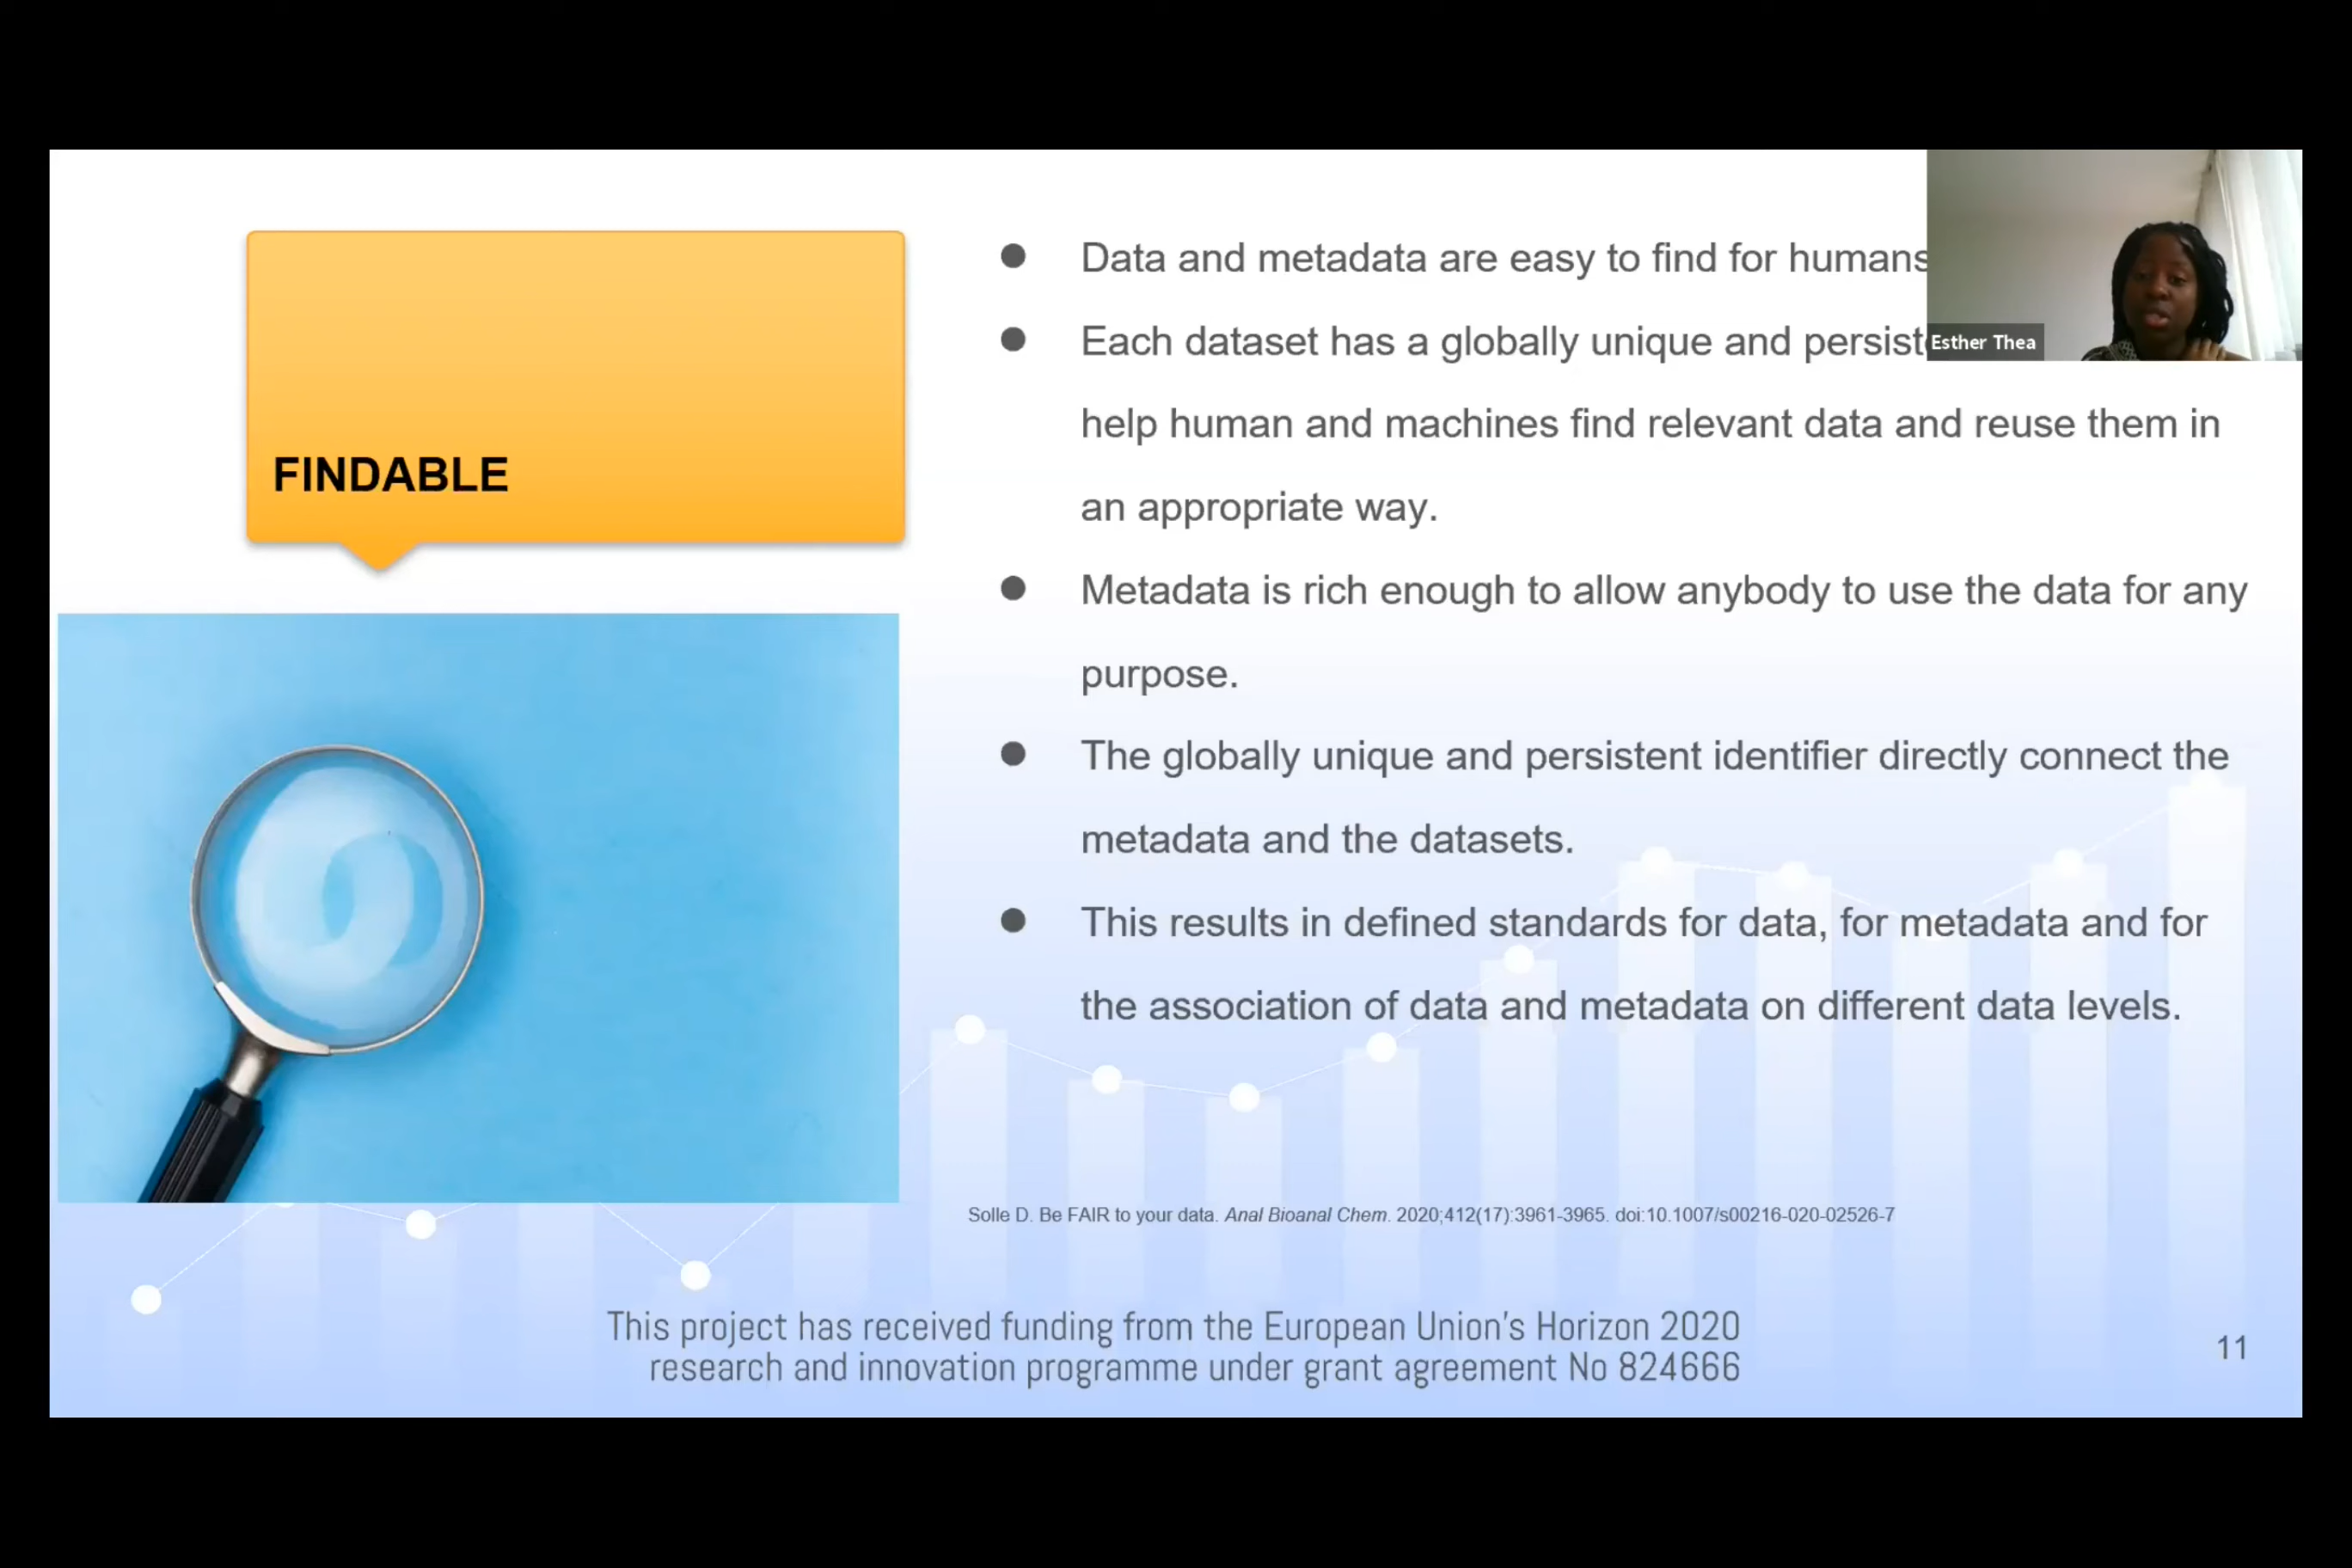 FINDABLE
Data and metadata are easy to find for humans
Each dataset has a globally unique and
help human and machines find relevant data and reuse them in
an appropriate way.
Metadata is rich enough to allow anybody to use the data for any
purpose.
The globally unique and persistent identifier directly connect the
metadata and the datasets.
This results in defined standards for data, for metadata and for
the association of data and metadata on different data levels.
Esther Thea
Solle D. Be FAIR to your data. Anal Bioanal Chem. 2020;412(17):3961-3965. doi:10.1007/s00216-020-02526-7
This project has received funding from the European Union's Horizon 2020
research and innovation programme under grant agreement No 824666
11